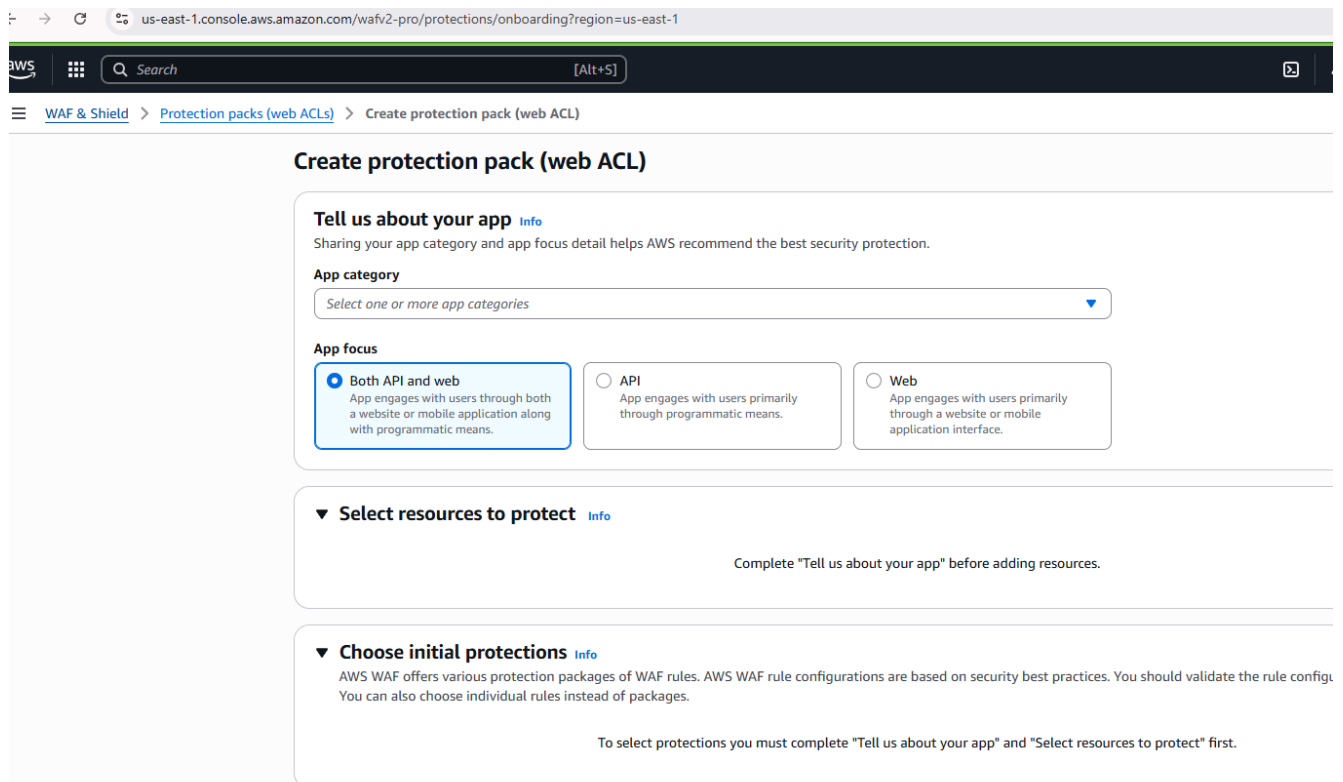 us-east-1.console.aws.amazon.com/wafv2-pro/protections/onboarding?region=us-east-1
aws
Search [Alt+S]
WAF & Shield > Protection packs (web ACLs) > Create protection pack (web ACL)
Create protection pack (web ACL)
Tell us about your app Info
Sharing your app category and app focus detail helps AWS recommend the best security protection.
App category
Select one or more app categories
App focus
Both API and web
App engages with users through both
a website or mobile application along
with programmatic means.
API
App engages with users primarily
through programmatic means.
Web
App engages with users primarily
through a website or mobile
application interface.
Select resources to protect Info
Complete "Tell us about your app" before adding resources.
Choose initial protections Info
AWS WAF offers various protection packages of WAF rules. AWS WAF rule configurations are based on security best practices. You should validate the rule configu
You can also choose individual rules instead of packages.
To select protections you must complete "Tell us about your app" and "Select resources to protect" first.